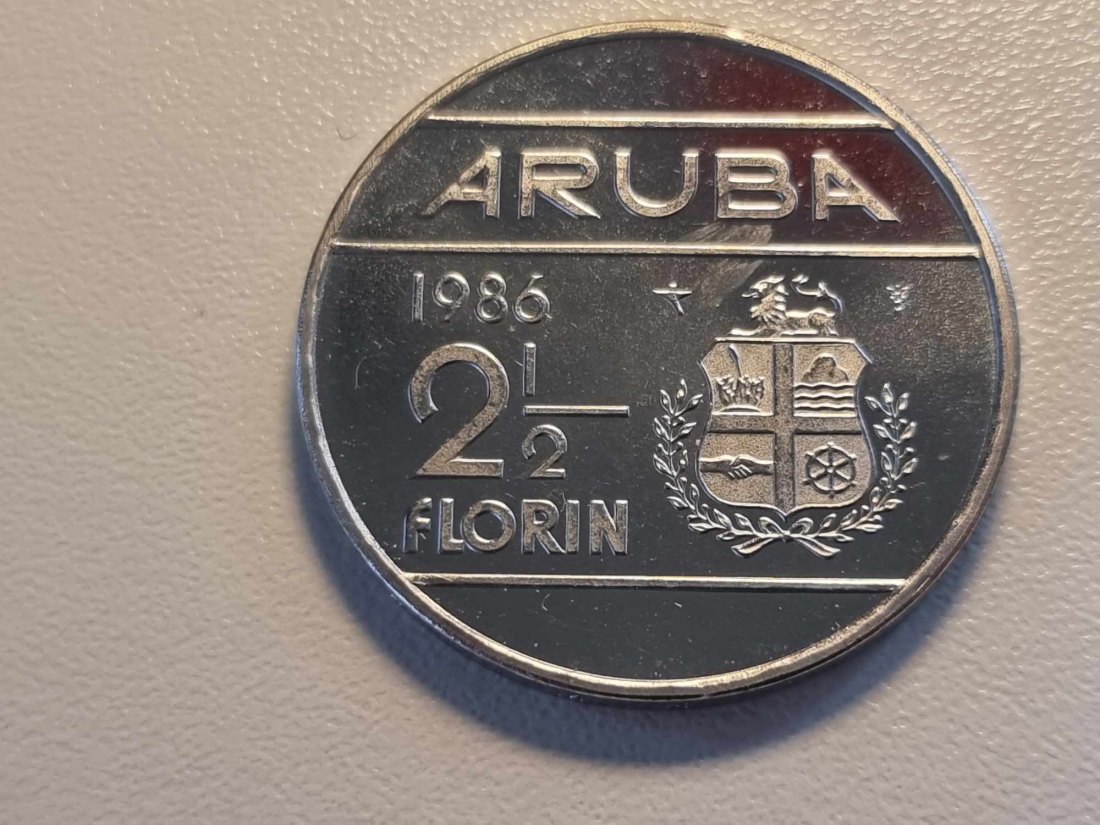 ARUBA
1986
2 1/2
FLORIN